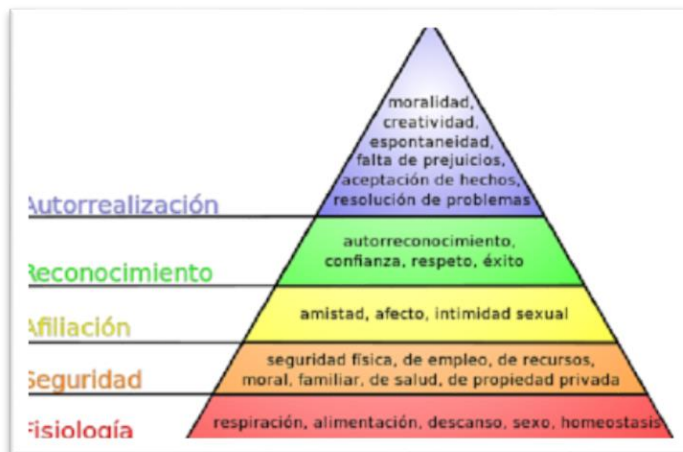 moralidad,
creatividad,
espontaneidad,
falta de prejuicios,
aceptación de hechos,
resolución de problemas
Autorrealización
autorreconocimiento,
confianza, respeto, éxito
Reconocimiento
amistad, afecto, intimidad sexual
Afiliación
seguridad física, de empleo, de recursos,
moral, familiar, de salud, de propiedad privada
Seguridad
respiración, alimentación, descanso, sexo, homeostasis
Fisiología